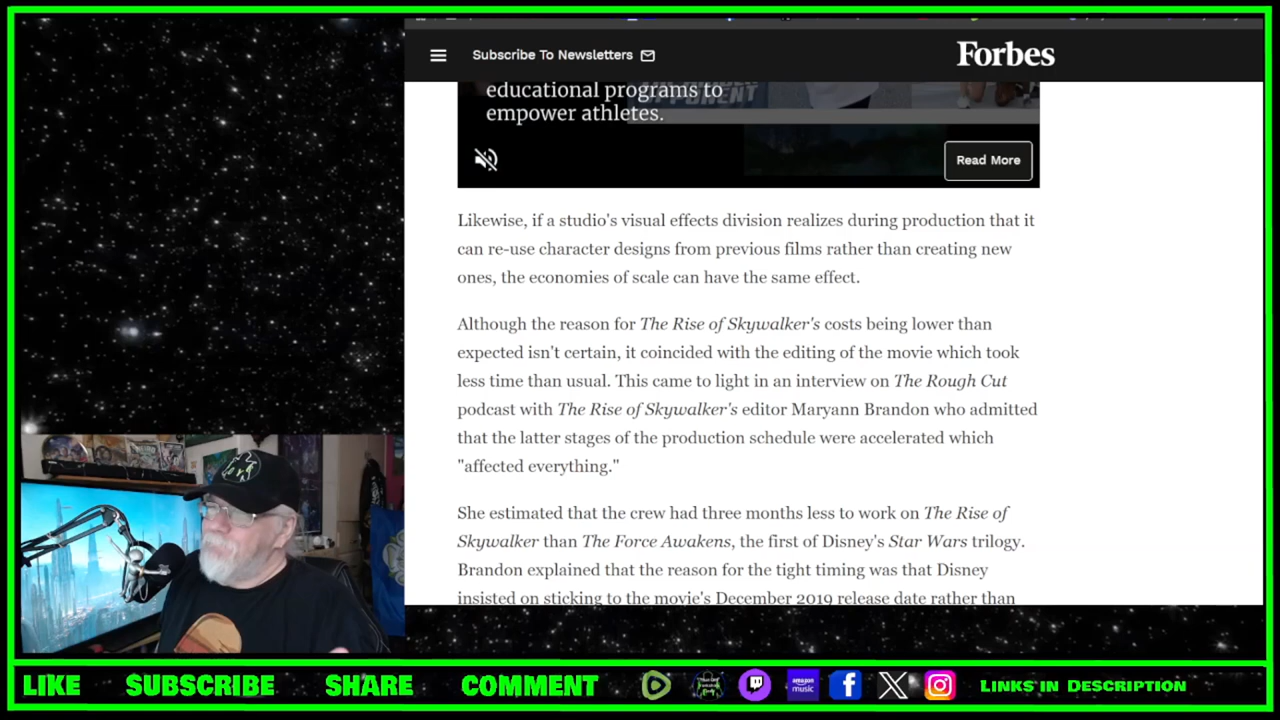 Subscribe To Newsletters
Forbes
educational programs to
empower athletes.
OPPONENT
Read More
Likewise, if a studio's visual effects division realizes during production that it
can re-use character designs from previous films rather than creating new
ones, the economies of scale can have the same effect.
Although the reason for The Rise of Skywalker's costs being lower than
expected isn't certain, it coincided with the editing of the movie which took
less time than usual. This came to light in an interview on The Rough Cut
podcast with The Rise of Skywalker's editor Maryann Brandon who admitted
that the latter stages of the production schedule were accelerated which
"affected everything."
She estimated that the crew had three months less to work on The Rise of
Skywalker than The Force Awakens, the first of Disney's Star Wars trilogy.
Brandon explained that the reason for the tight timing was that Disney
insisted on sticking to the movie's December 2019 release date rather than
LIKE SUBSCRIBE SHARE COMMENT amazon music LINKS IN DESCRIPTION